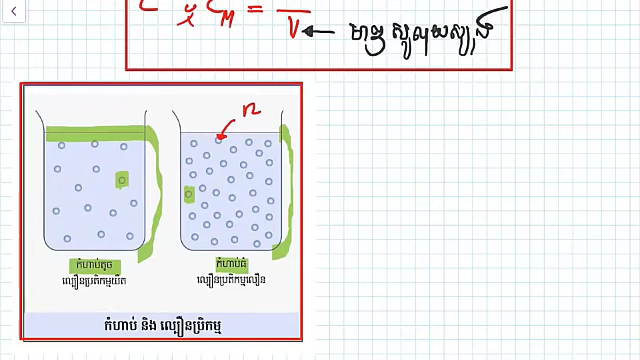 C ឬ C_M = —
V ← មាឌសូលុយស្យុង
n
កំហាប់តូច
ល្បឿនប្រតិកម្មយឺត
កំហាប់ធំ
ល្បឿនប្រតិកម្មលឿន
កំហាប់ និង ល្បឿនប្រតិកម្ម